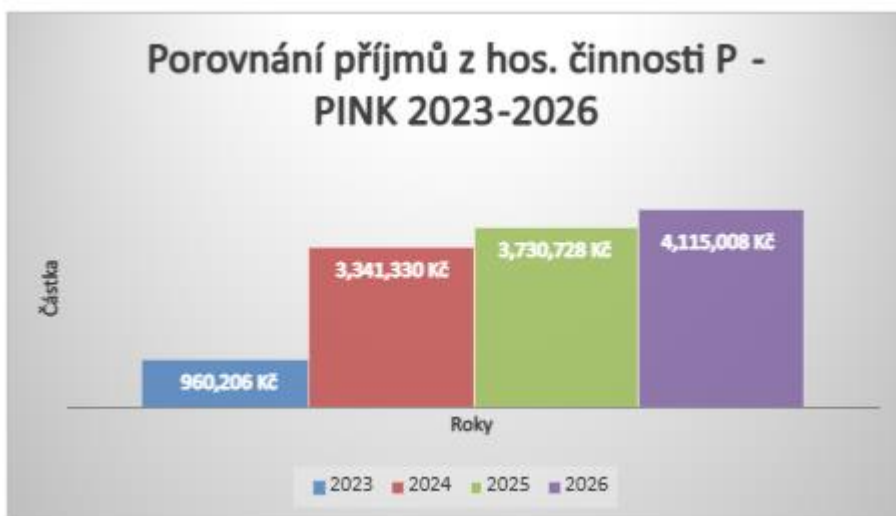 Porovnání příjmů z hos. činnosti P -
PINK 2023-2026
Částka
960,206 Kč
3,341,330 Kč
3,730,728 Kč
4,115,008 Kč
Roky
2023 2024 2025 2026